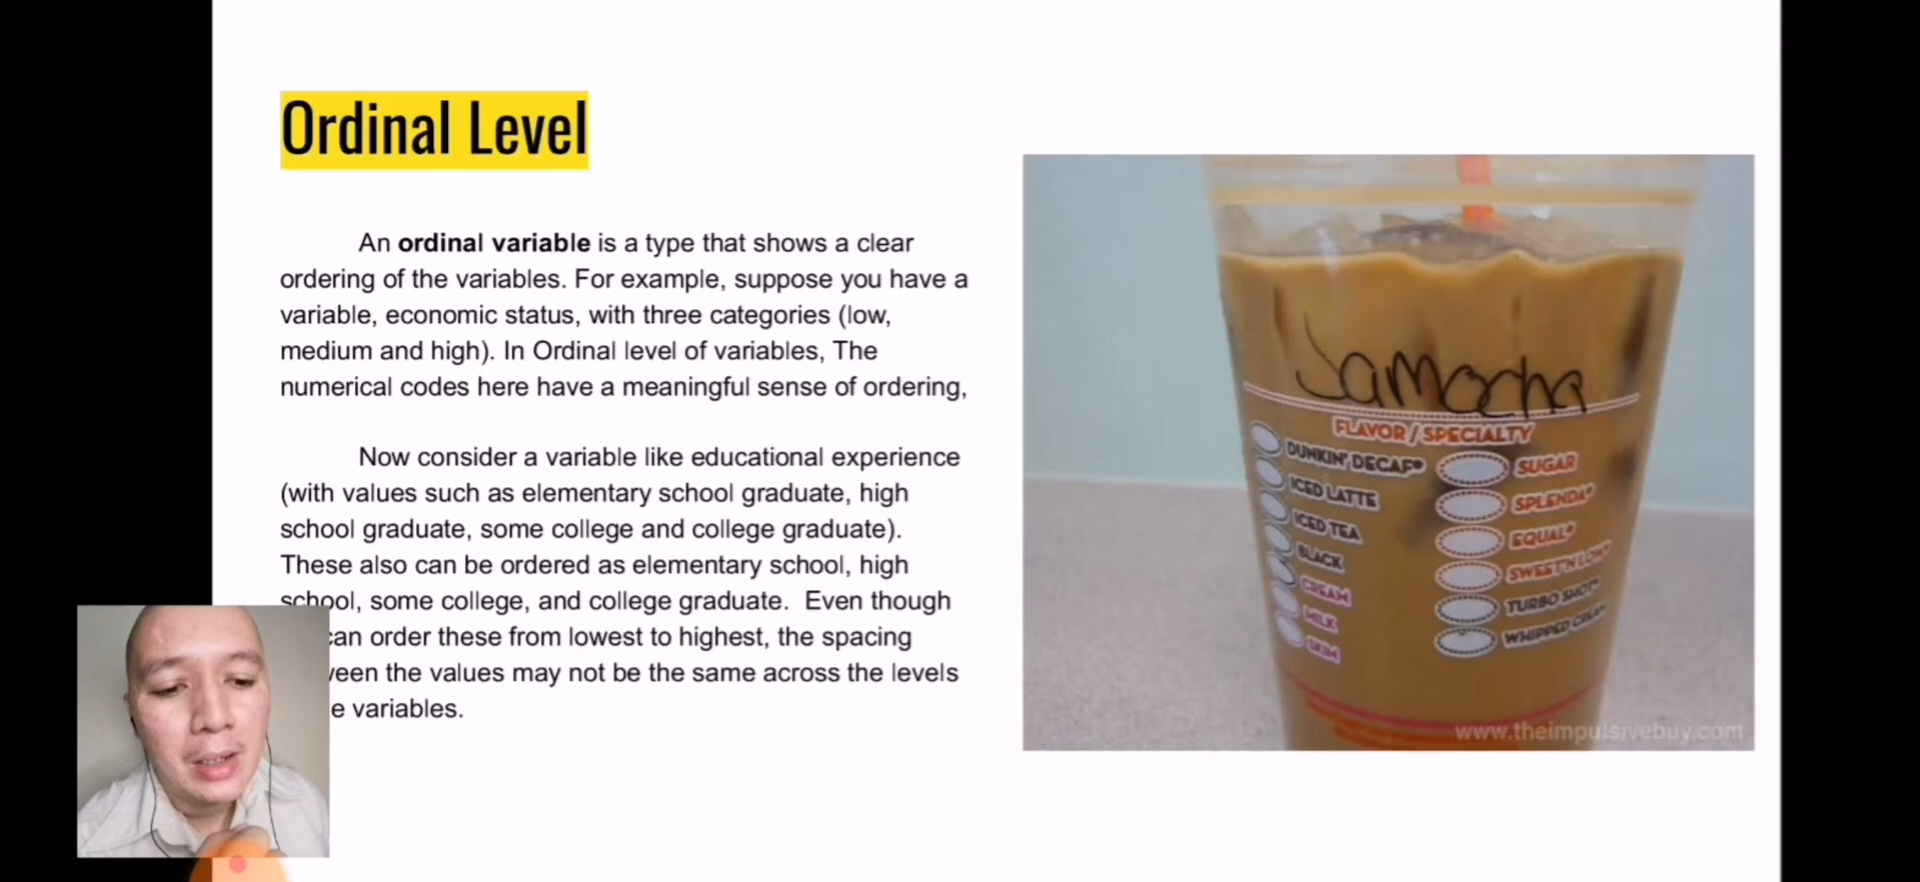 Ordinal Level
An ordinal variable is a type that shows a clear
ordering of the variables. For example, suppose you have a
variable, economic status, with three categories (low,
medium and high). In Ordinal level of variables, The
numerical codes here have a meaningful sense of ordering,
Now consider a variable like educational experience
(with values such as elementary school graduate, high
school graduate, some college and college graduate).
These also can be ordered as elementary school, high
school, some college, and college graduate. Even though
can order these from lowest to highest, the spacing
the values may not be the same across the levels
variables.
Jamocha
FLAVOR/SPECIALTY
DUNKIN' DECAF®
ICED LATTE
ICED TEA
BLACK
CREAM
MILK
SKIM
SUGAR
SPLENDA®
EQUAL®
SWEET'N LOW®
TURBO SHOT®
WHIPPED CREAM
www.theimpulsivebuy.com